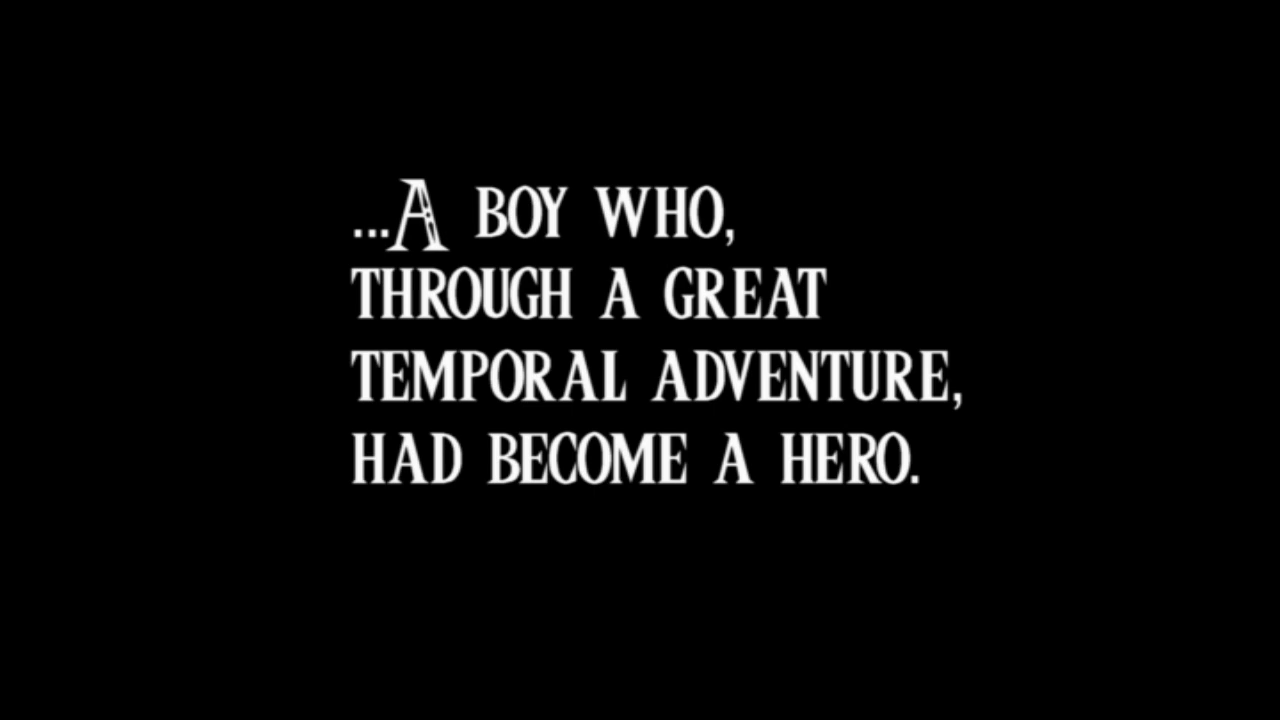 ...A BOY WHO,
THROUGH A GREAT
TEMPORAL ADVENTURE,
HAD BECOME A HERO.